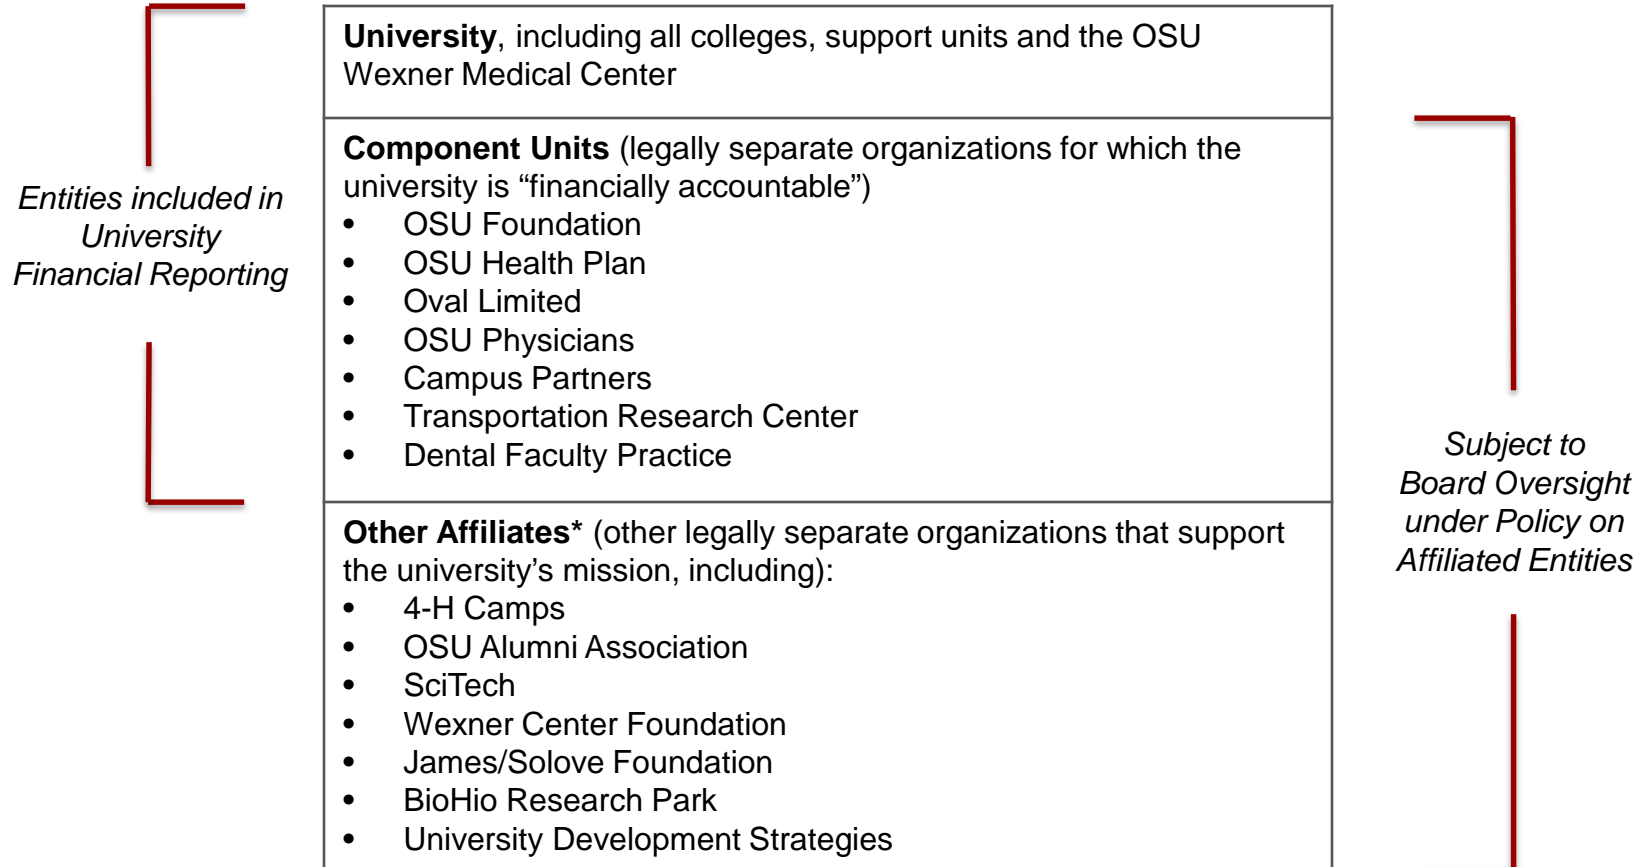 University, including all colleges, support units and the OSU
Wexner Medical Center
Component Units (legally separate organizations for which the
university is “financially accountable”)
• OSU Foundation
• OSU Health Plan
• Oval Limited
• OSU Physicians
• Campus Partners
• Transportation Research Center
• Dental Faculty Practice
Other Affiliates* (other legally separate organizations that support
the university’s mission, including):
• 4-H Camps
• OSU Alumni Association
• SciTech
• Wexner Center Foundation
• James/Solove Foundation
• BioHio Research Park
• University Development Strategies
Entities included in
University
Financial Reporting
Subject to
Board Oversight
under Policy on
Affiliated Entities